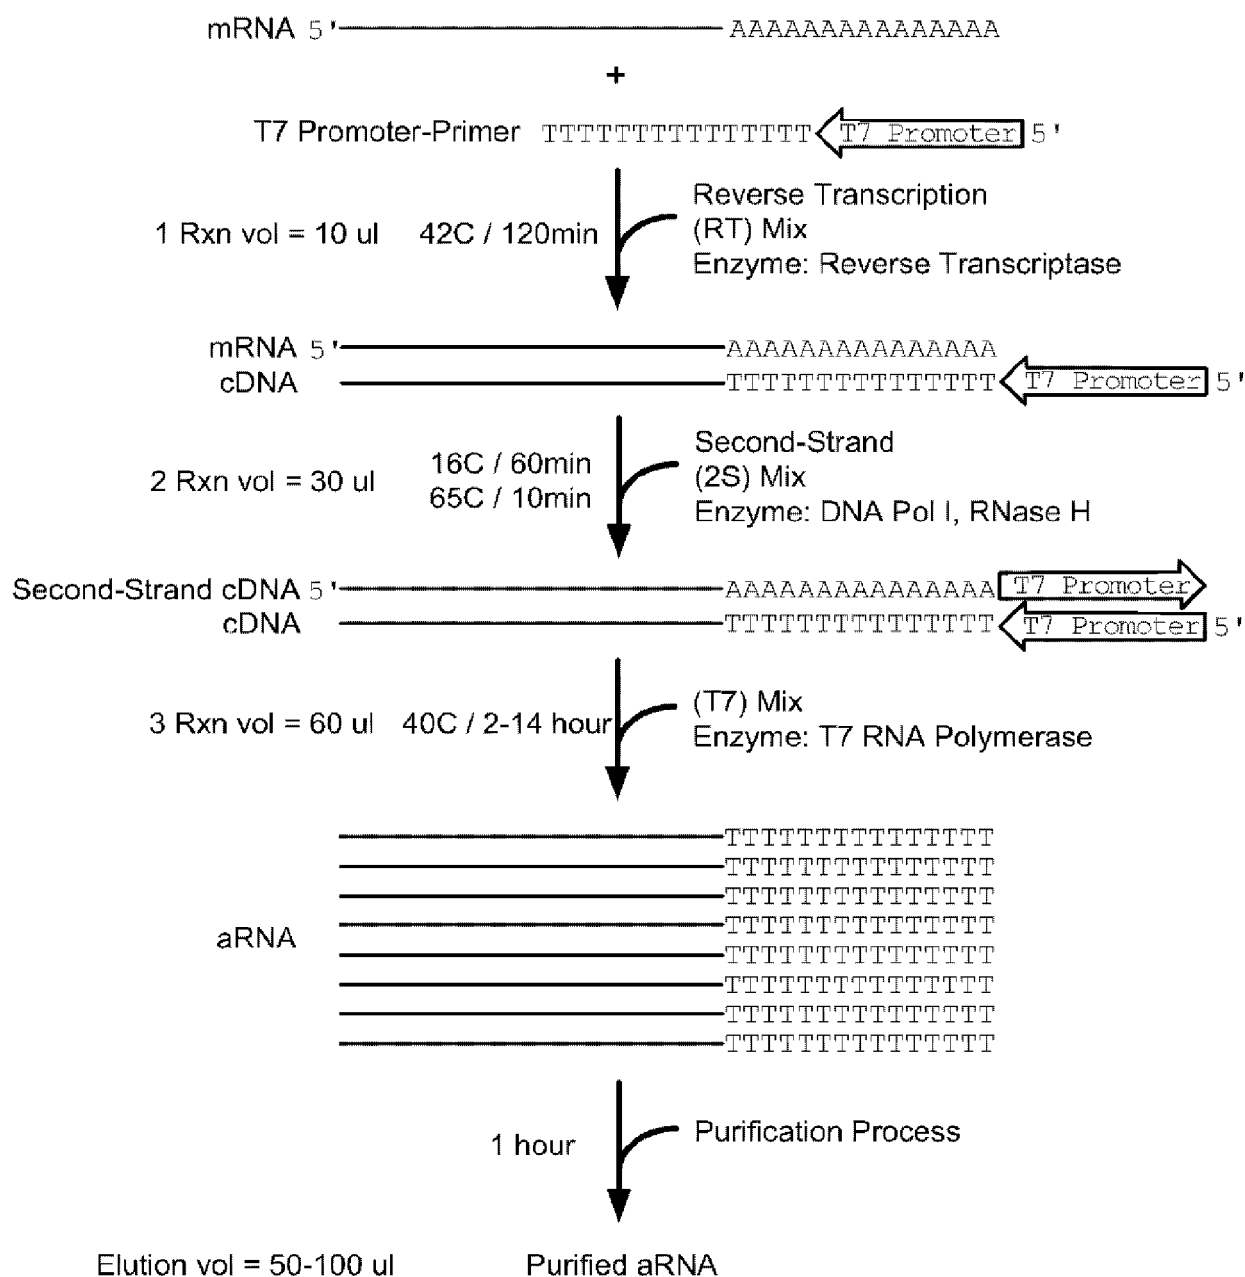 mRNA 5'AAAAAAAAAAAAAAA
+
T7 Promoter-Primer TTTTTTTTTTTTTTT T7 Promoter 5'
1 Rxn vol = 10 ul 42C / 120min
Reverse Transcription
(RT) Mix
Enzyme: Reverse Transcriptase
mRNA 5'AAAAAAAAAAAAAAA
cDNA TTTTTTTTTTTTTTT T7 Promoter 5'
2 Rxn vol = 30 ul
16C / 60min
65C / 10min
Second-Strand
(2S) Mix
Enzyme: DNA Pol I, RNase H
Second-Strand cDNA 5'AAAAAAAAAAAAAAA T7 Promoter
cDNA TTTTTTTTTTTTTTT T7 Promoter 5'
3 Rxn vol = 60 ul 40C / 2-14 hour
(T7) Mix
Enzyme: T7 RNA Polymerase
TTTTTTTTTTTTTTT
TTTTTTTTTTTTTTT
TTTTTTTTTTTTTTT
TTTTTTTTTTTTTTT
aRNA
TTTTTTTTTTTTTTT
TTTTTTTTTTTTTTT
TTTTTTTTTTTTTTT
TTTTTTTTTTTTTTT
1 hour
Purification Process
Elution vol = 50-100 ul Purified aRNA